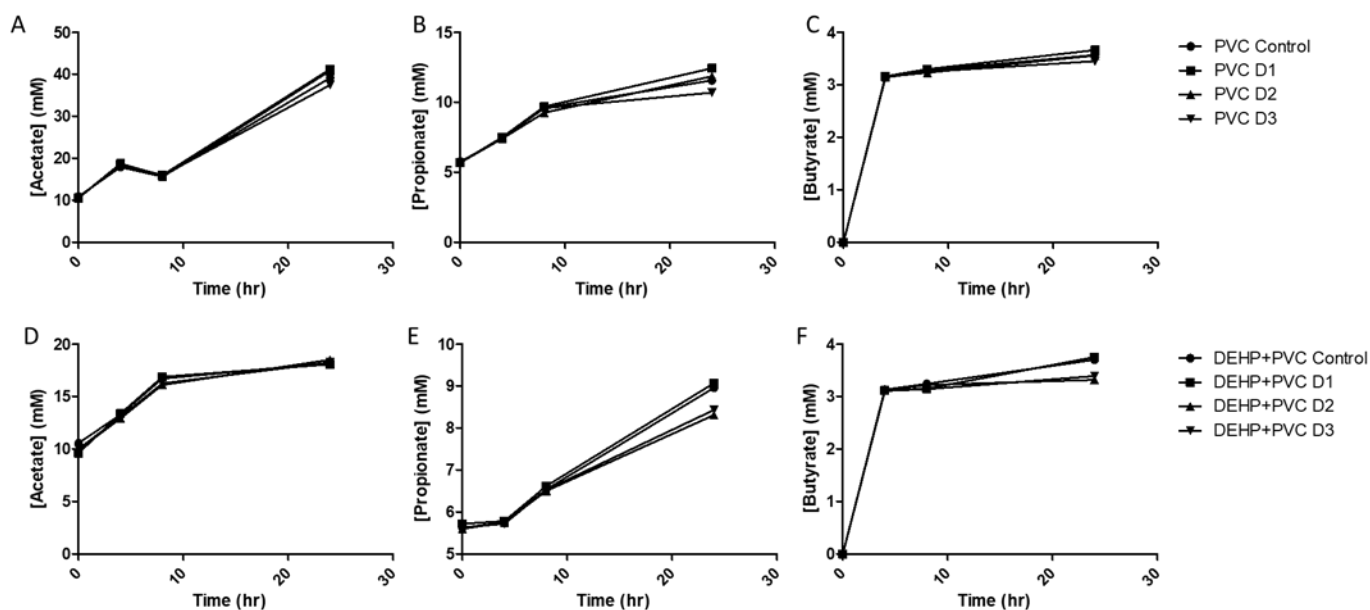 A
[Acetate] (mM)
50
40
30
20
10
0
0
10
20
30
Time (hr)
B
[Propionate] (mM)
15
10
5
0
0
10
20
30
Time (hr)
C
[Butyrate] (mM)
4
3
2
1
0
0
10
20
30
Time (hr)
PVC Control
PVC D1
PVC D2
PVC D3
D
[Acetate] (mM)
20
15
10
5
0
0
10
20
30
Time (hr)
E
[Propionate] (mM)
10
9
8
7
6
5
0
10
20
30
Time (hr)
F
[Butyrate] (mM)
4
3
2
1
0
0
10
20
30
Time (hr)
DEHP+PVC Control
DEHP+PVC D1
DEHP+PVC D2
DEHP+PVC D3